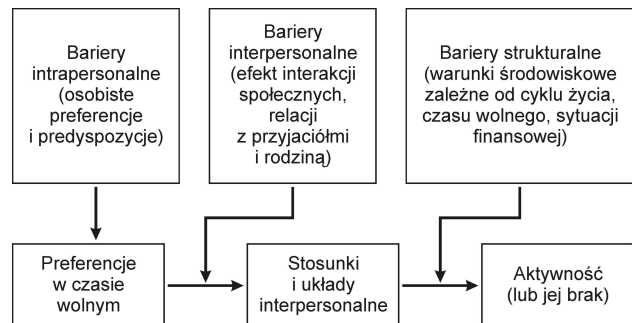 Bariery
intrapersonalne
(osobiste
preferencje
i predyspozycje)
Bariery
interpersonalne
(efekt interakcji
społecznych,
relacji
z przyjaciółmi
i rodziną)
Bariery strukturalne
(warunki środowiskowe
zależne od cyklu życia,
czasu wolnego, sytuacji
finansowej)
Preferencje
w czasie
wolnym
Stosunki
i układy
interpersonalne
Aktywność
(lub jej brak)